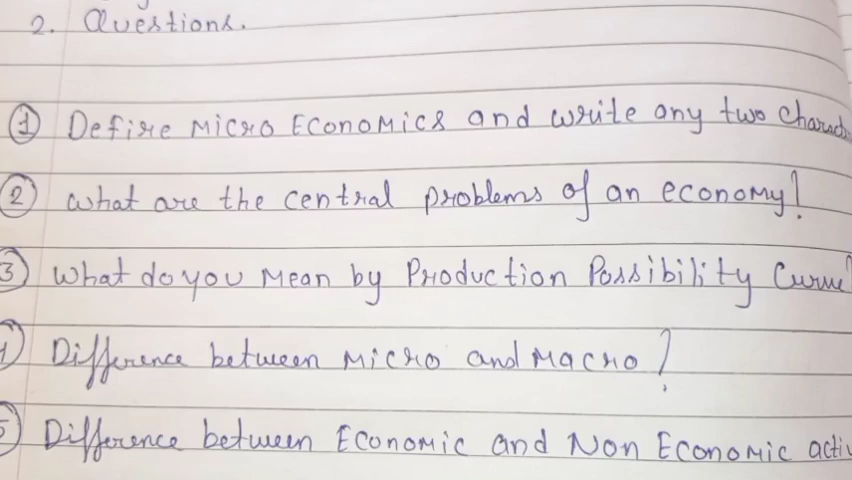 2. Questions.
① Define Micro Economics and write any two
② what are the central problems of an economy!
3 What do you Mean by Production Possibility Curve?
Difference between Micro and Macro?
5 Difference between Economic and Non Economic